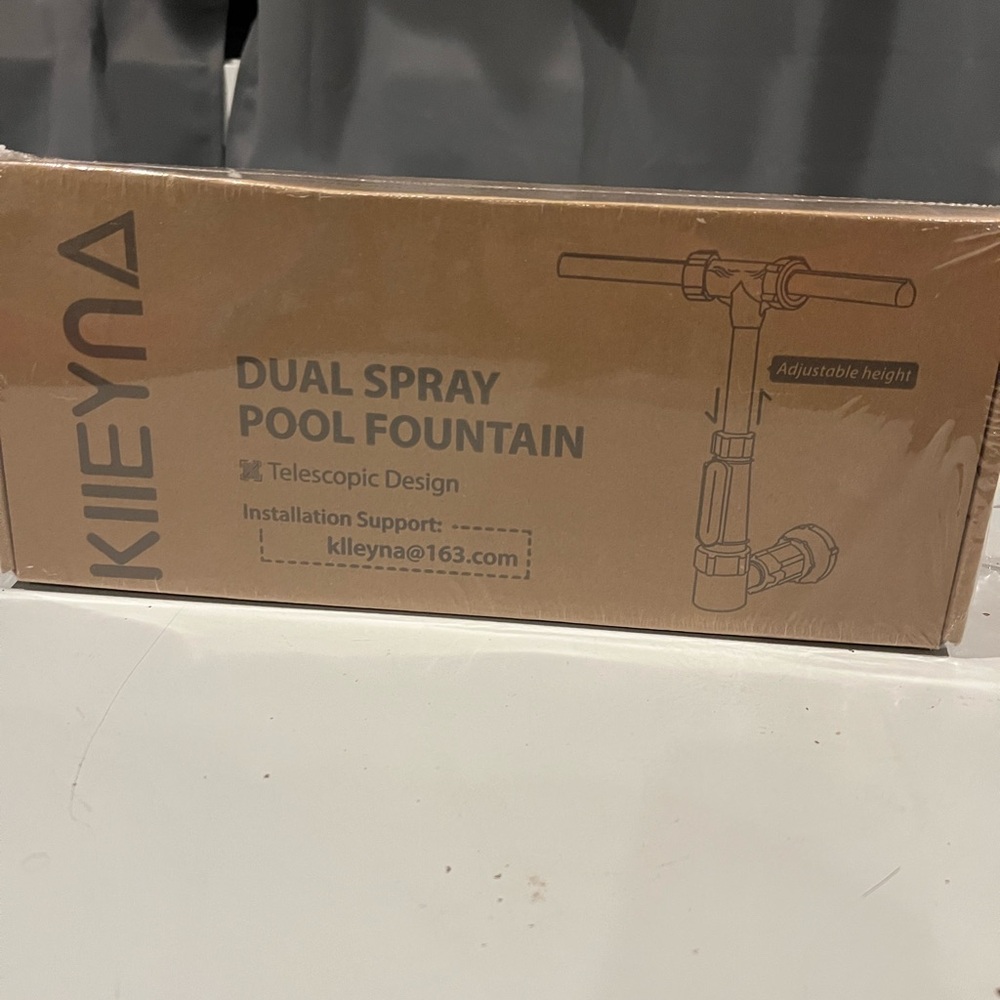 KIIEYNA
DUAL SPRAY
POOL FOUNTAIN
Telescopic Design
Installation Support:
klleyna@163.com
Adjustable height